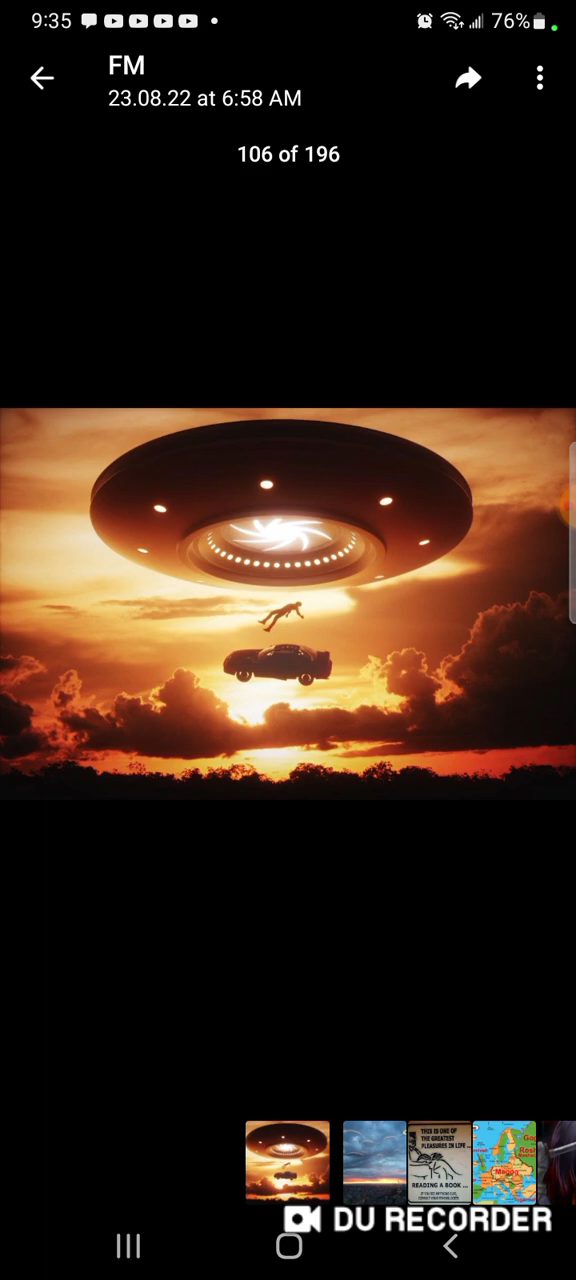 9:35
76%
FM
23.08.22 at 6:58 AM
106 of 196
THIS IS ONE OF
THE GREATEST
PLEASURES IN LIFE ...
READING A BOOK ...
Magog
DU RECORDER